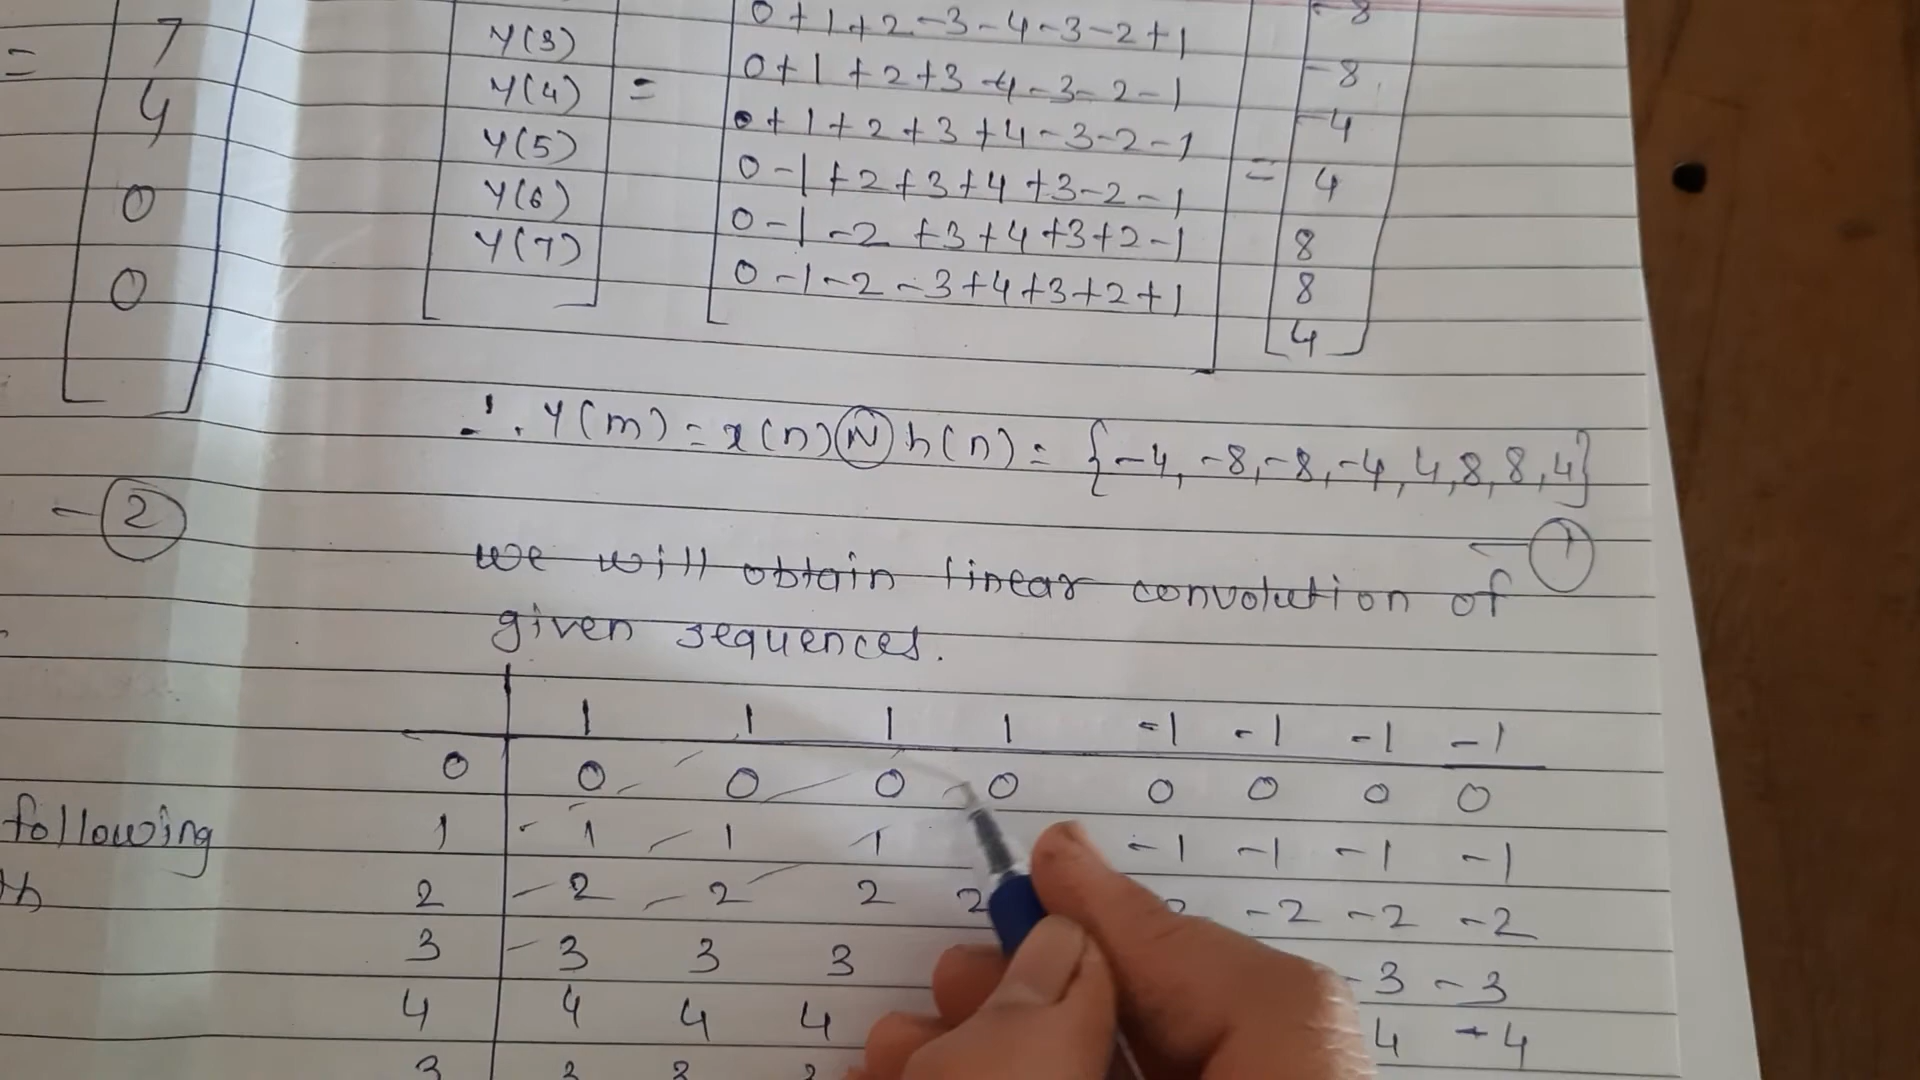 = 7
4
0
0
- 2
following
0+1+2-3-4-3-2+1 -8
Y(3) 0+1+2+3-4-3-2-1 -8
Y(4) = 0+1+2+3+4-3-2-1 -4
Y(5) 0-1+2+3+4+3-2-1 = 4
Y(6) 0-1-2+3+4+3+2-1 8
Y(7) 0-1-2-3+4+3+2+1 8
4
∴ Y(m) = x(n) N h(n) = {-4, -8, -8, -4, 4, 8, 8, 4}
- 1
we will obtain linear convolution of
given sequences.
1 1 1 1 -1 -1 -1 -1
0 0 0 0 0 0 0 0 0
1 1 1 1 -1 -1 -1 -1
2 2 2 2 2 -2 -2 -2
3 3 3 3 -3 -3
4 4 4 4 4 -4
3 3 3 3